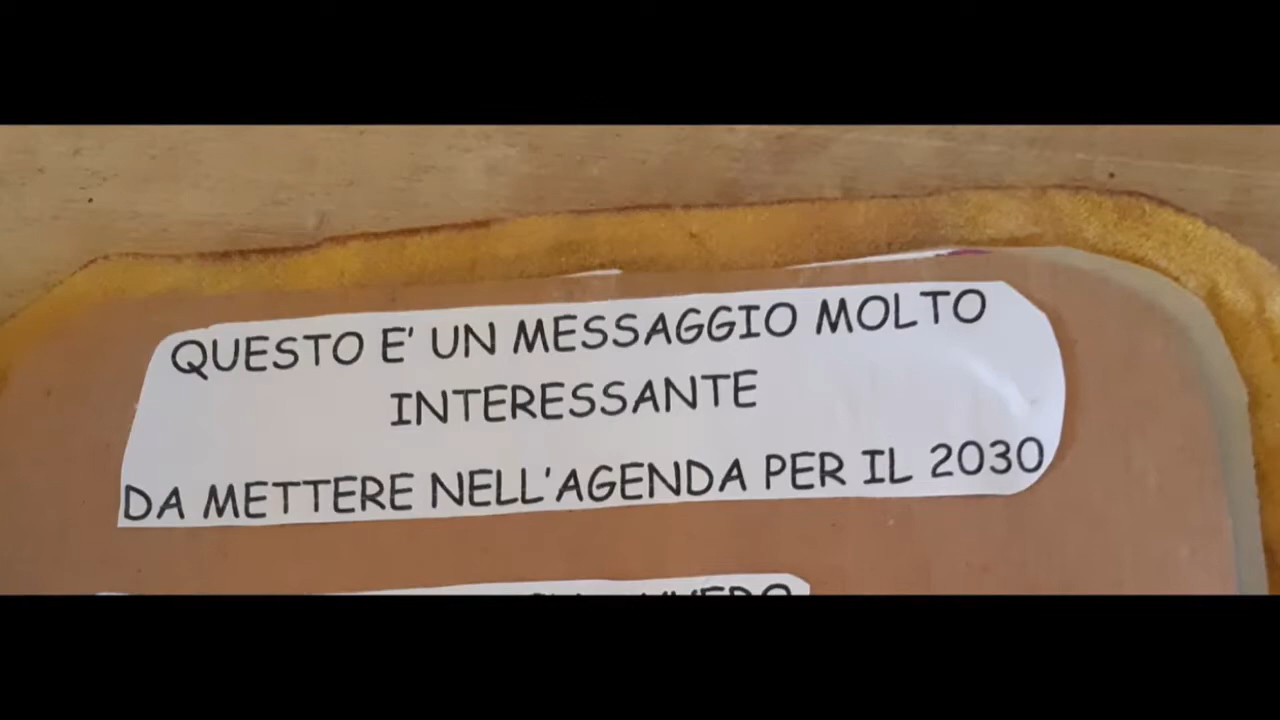 QUESTO E' UN MESSAGGIO MOLTO
INTERESSANTE
DA METTERE NELL'AGENDA PER IL 2030